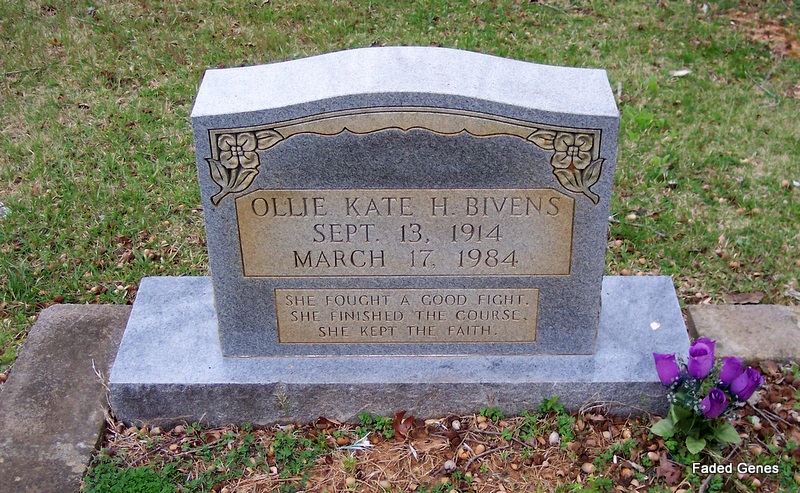 OLLIE KATE H. BIVENS
SEPT. 13, 1914
MARCH 17, 1984
SHE FOUGHT A GOOD FIGHT,
SHE FINISHED THE COURSE,
SHE KEPT THE FAITH.
Faded Genes